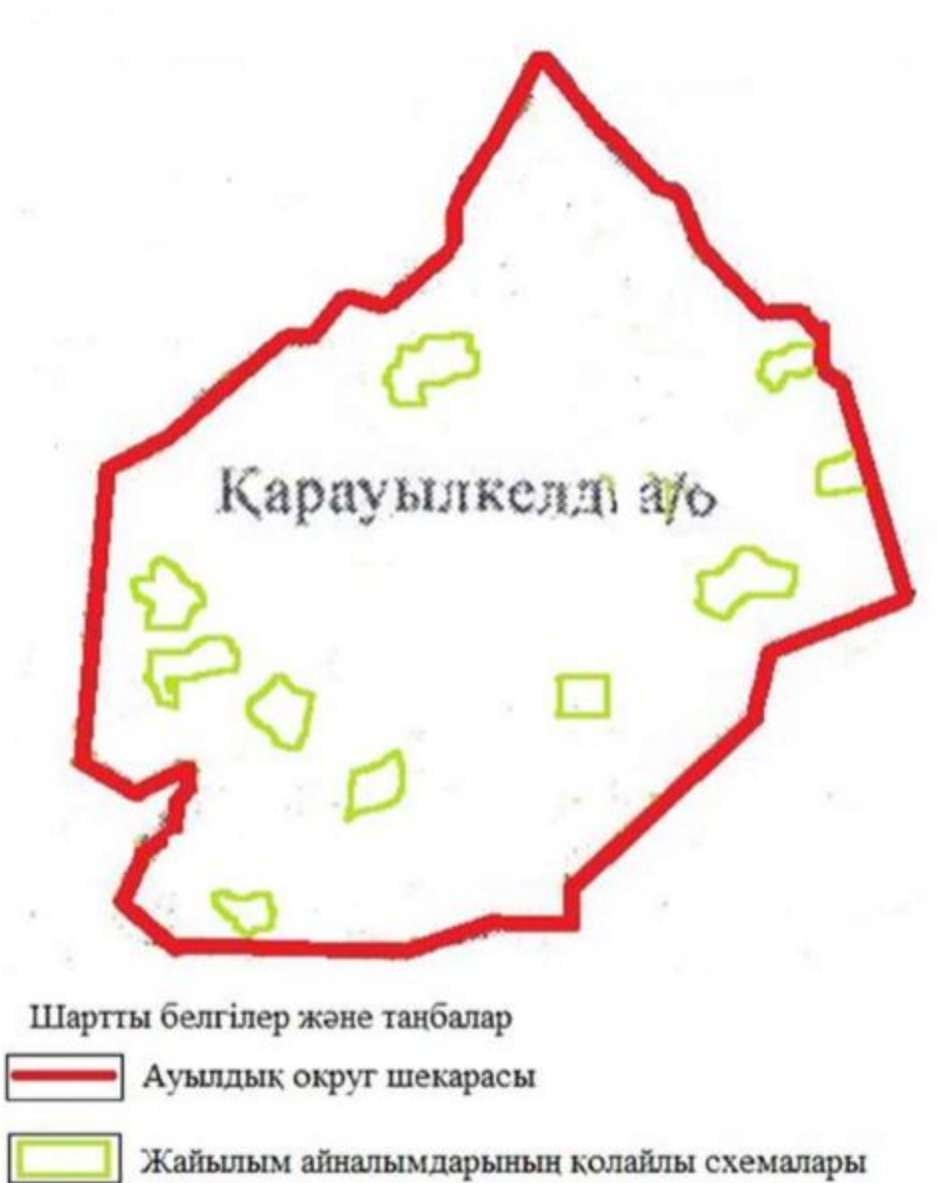 Қарауылкелді а/о
Шартты белгілер және таңбалар
Ауылдық округ шекарасы
Жайылым айналымдарының қолайлы схемалары